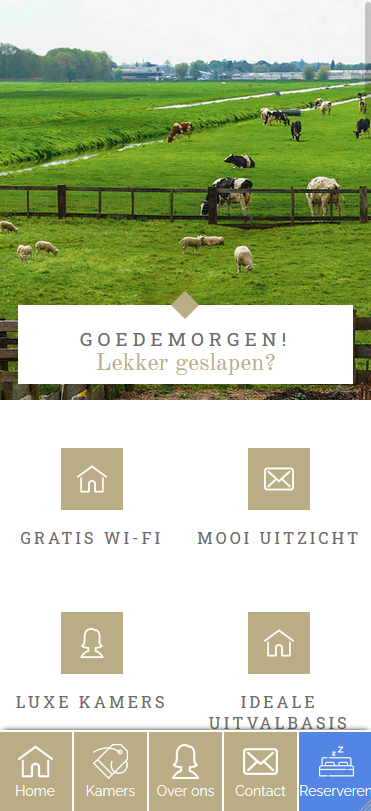 GOEDEMORGEN!
Lekker geslapen?
GRATIS WI-FI
MOOI UITZICHT
LUXE KAMERS
IDEALE
UITVALBASIS
Home
Kamers
Over ons
Contact
Reserveren